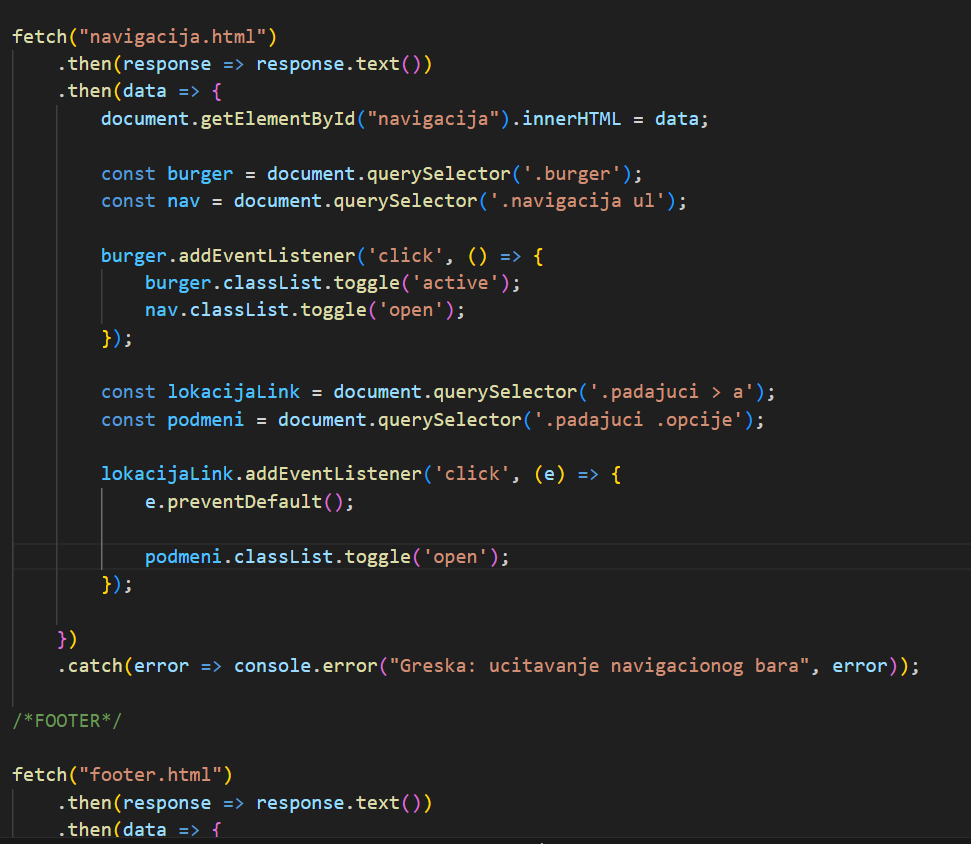 fetch("navigacija.html")
    .then(response => response.text())
    .then(data => {
        document.getElementById("navigacija").innerHTML = data;

        const burger = document.querySelector('.burger');
        const nav = document.querySelector('.navigacija ul');

        burger.addEventListener('click', () => {
            burger.classList.toggle('active');
            nav.classList.toggle('open');
        });

        const lokacijaLink = document.querySelector('.padajuci > a');
        const podmeni = document.querySelector('.padajuci .opcije');

        lokacijaLink.addEventListener('click', (e) => {
            e.preventDefault();

            podmeni.classList.toggle('open');
        });

    })
    .catch(error => console.error("Greska: ucitavanje navigacionog bara", error));

/*FOOTER*/

fetch("footer.html")
    .then(response => response.text())
    .then(data => {